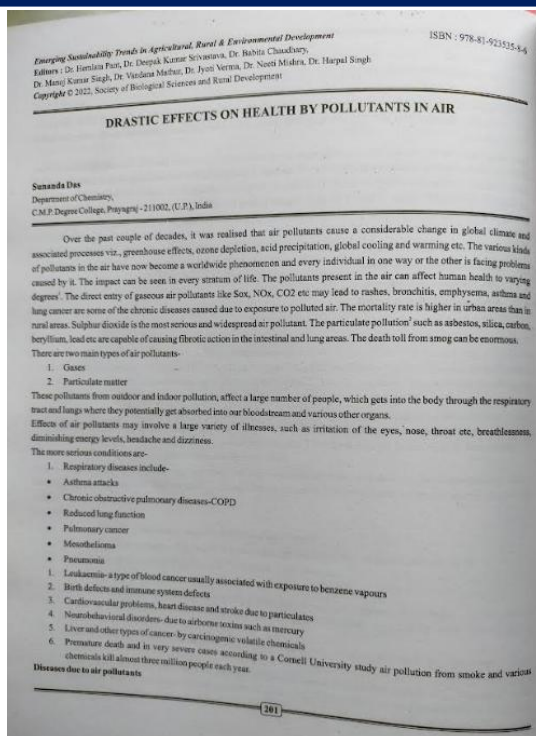 Emerging Sustainability Trends in Agricultural, Rural & Environmental Development
ISBN : 978-81-923535-8-6
Editors : Dr. Hemlata Pant, Dr. Deepak Kumar Srivastava, Dr. Babita Chaudhary,
Dr. Manoj Kumar Singh, Dr. Vandana Mathur, Dr. Jyoti Verma, Dr. Neeti Mishra, Dr. Harpal Singh
Copyright © 2022, Society of Biological Sciences and Rural Development
DRASTIC EFFECTS ON HEALTH BY POLLUTANTS IN AIR
Sunanda Das
Department of Chemistry,
C.M.P. Degree College, Prayagraj - 211002, (U.P.), India
Over the past couple of decades, it was realised that air pollutants cause a considerable change in global climate and
associated processes viz., greenhouse effects, ozone depletion, acid precipitation, global cooling and warming etc. The various kinds
of pollutants in the air have now become a worldwide phenomenon and every individual in one way or the other is facing problems
caused by it. The impact can be seen in every stratum of life. The pollutants present in the air can affect human health to varying
degrees¹. The direct entry of gaseous air pollutants like Sox, NOx, CO2 etc may lead to rashes, bronchitis, emphysema, asthma and
lung cancer are some of the chronic diseases caused due to exposure to polluted air. The mortality rate is higher in urban areas than in
rural areas. Sulphur dioxide is the most serious and widespread air pollutant. The particulate pollution² such as asbestos, silica, carbon,
beryllium, lead etc are capable of causing fibrotic action in the intestinal and lung areas. The death toll from smog can be enormous.
There are two main types of air pollutants-
1. Gases
2. Particulate matter
These pollutants from outdoor and indoor pollution, affect a large number of people, which gets into the body through the respiratory
tract and lungs where they potentially get absorbed into our bloodstream and various other organs.
Effects of air pollutants may involve a large variety of illnesses, such as irritation of the eyes, nose, throat etc, breathlessness,
diminishing energy levels, headache and dizziness.
The more serious conditions are-
1. Respiratory diseases include-
• Asthma attacks
• Chronic obstructive pulmonary diseases-COPD
• Reduced lung function
• Pulmonary cancer
• Mesothelioma
• Pneumonia
1. Leukaemia- a type of blood cancer usually associated with exposure to benzene vapours
2. Birth defects and immune system defects
3. Cardiovascular problems, heart disease and stroke due to particulates
4. Neurobehavioral disorders- due to airborne toxins such as mercury
5. Liver and other types of cancer- by carcinogenic volatile chemicals
6. Premature death and in very severe cases according to a Cornell University study air pollution from smoke and various
chemicals kill almost three million people each year.
Diseases due to air pollutants
201